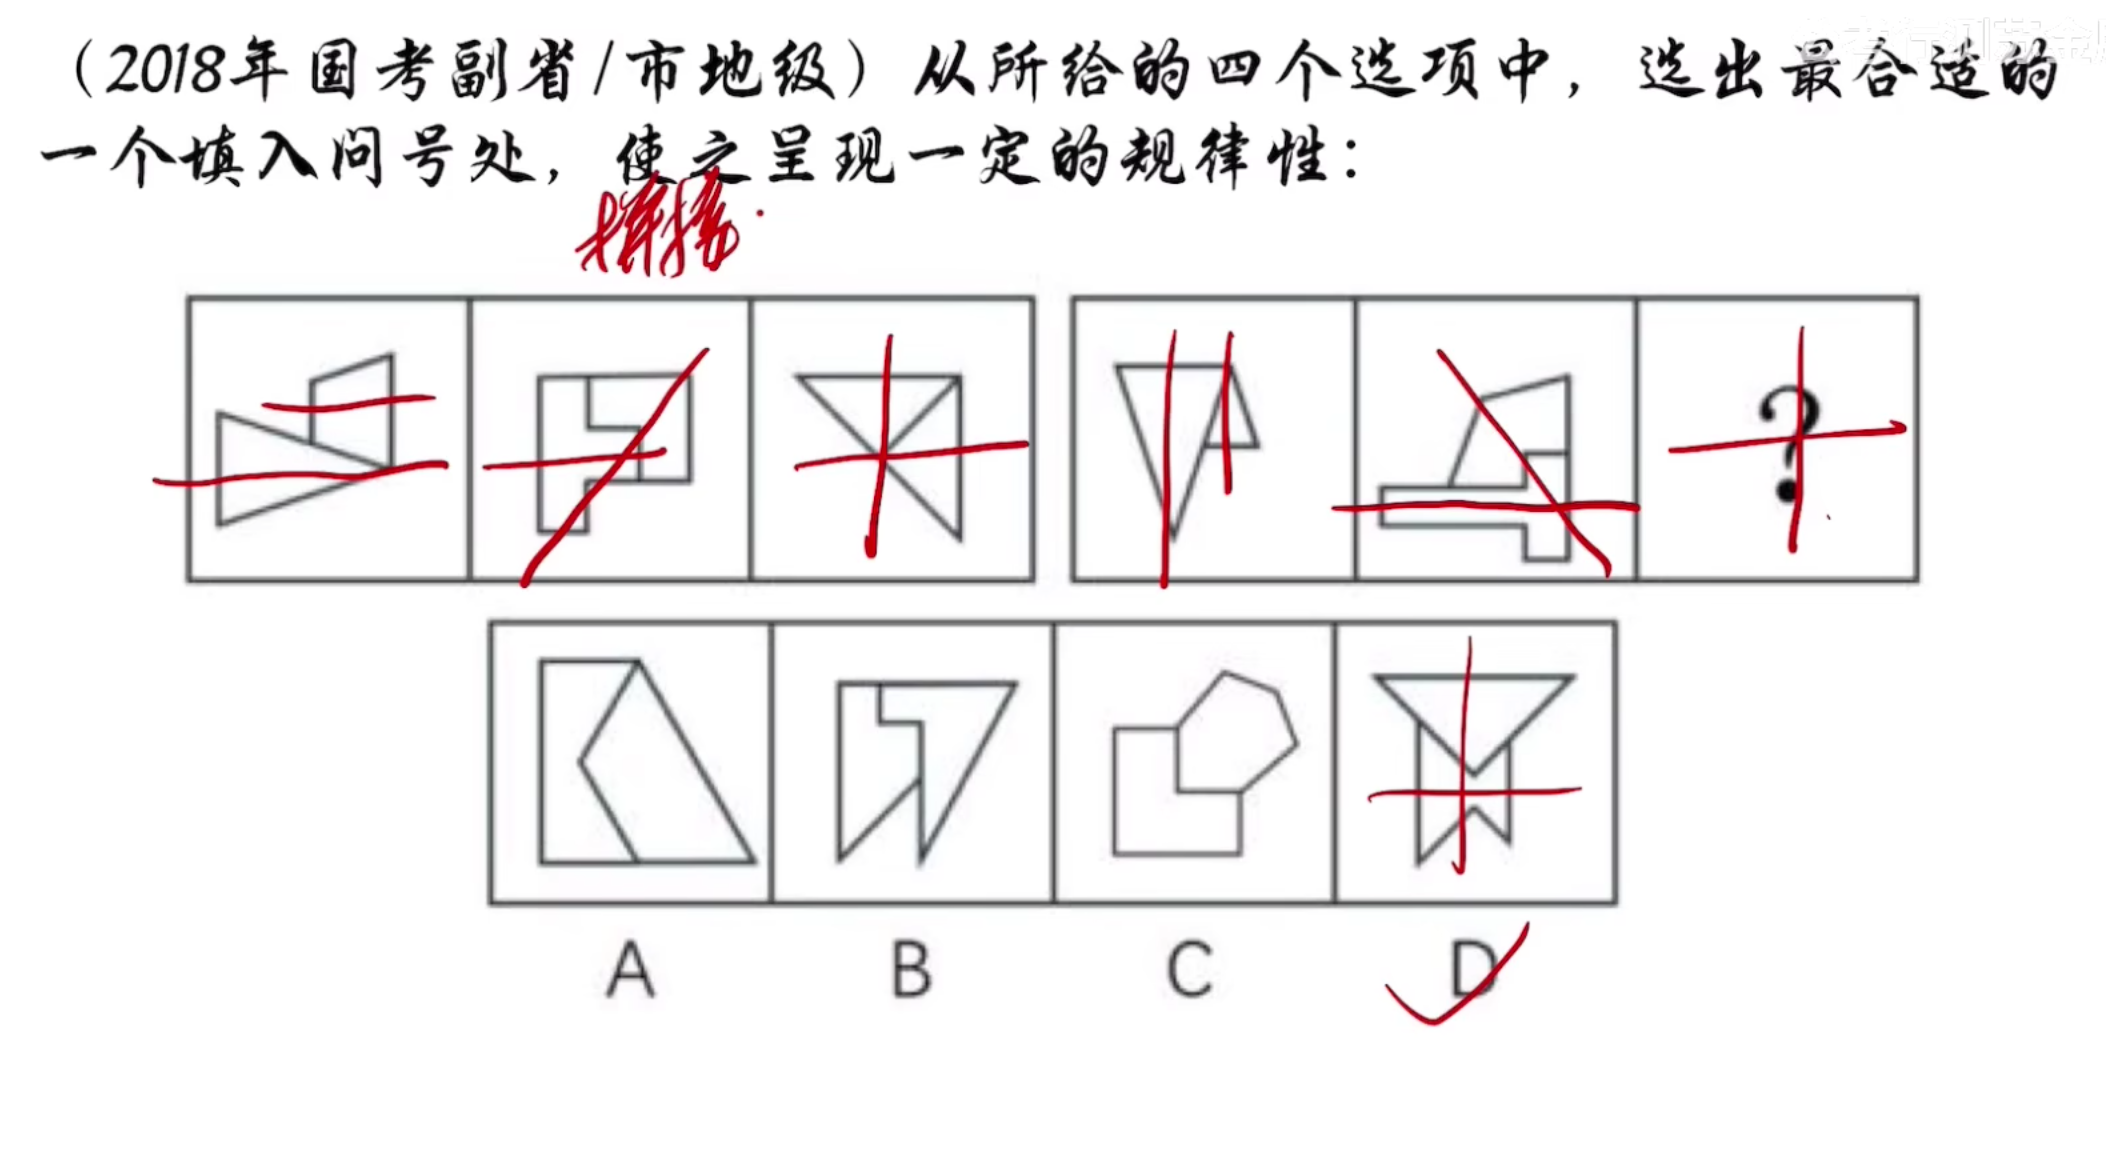 （2018年国考副省/市地级）从所给的四个选项中，选出最合适的
一个填入问号处，使之呈现一定的规律性：
拼接
?
A B C D